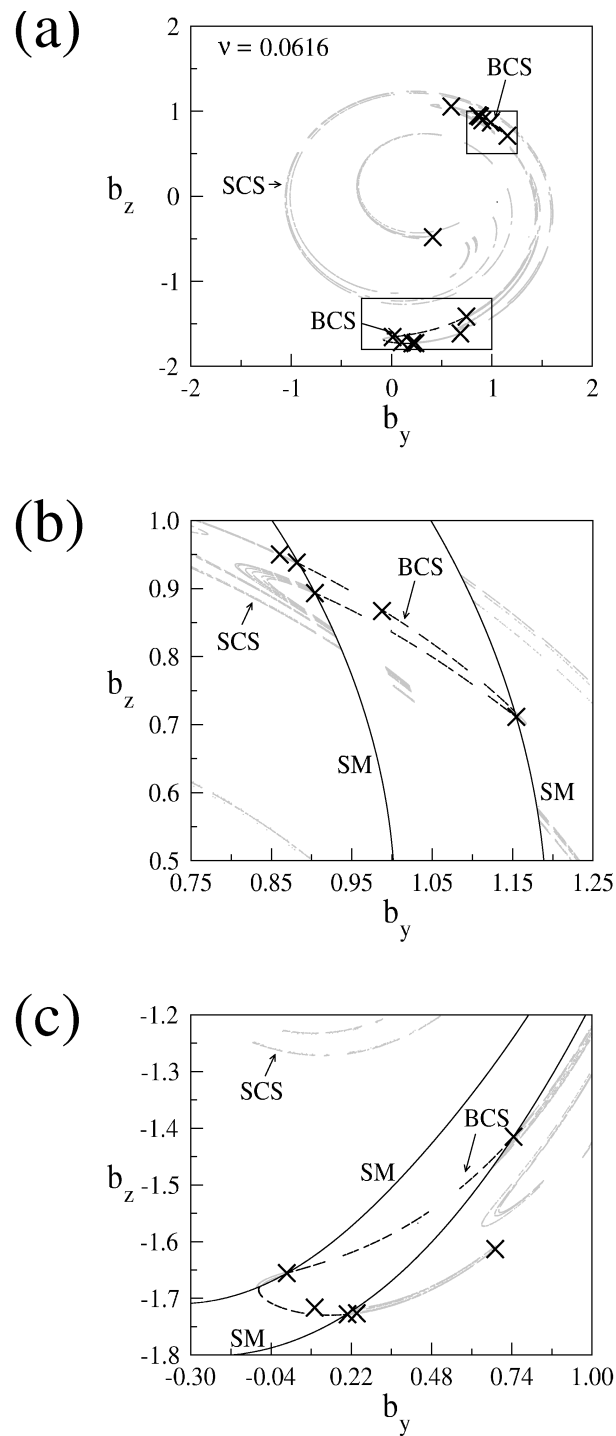 (a)
ν = 0.0616
BCS
SCS
BCS
b_z
2
1
0
-1
-2
-2
-1
0
1
2
b_y
(b)
BCS
SCS
SM
SM
b_z
1.0
0.9
0.8
0.7
0.6
0.5
0.75
0.85
0.95
1.05
1.15
1.25
b_y
(c)
SCS
BCS
SM
SM
b_z
-1.2
-1.3
-1.4
-1.5
-1.6
-1.7
-1.8
-0.30
-0.04
0.22
0.48
0.74
1.00
b_y